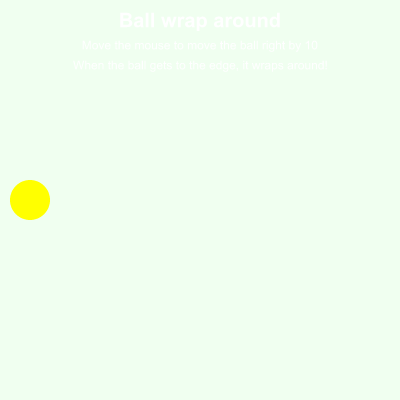 Ball wrap around
Move the mouse to move the ball right by 10.
When the ball gets to the edge, it wraps around.